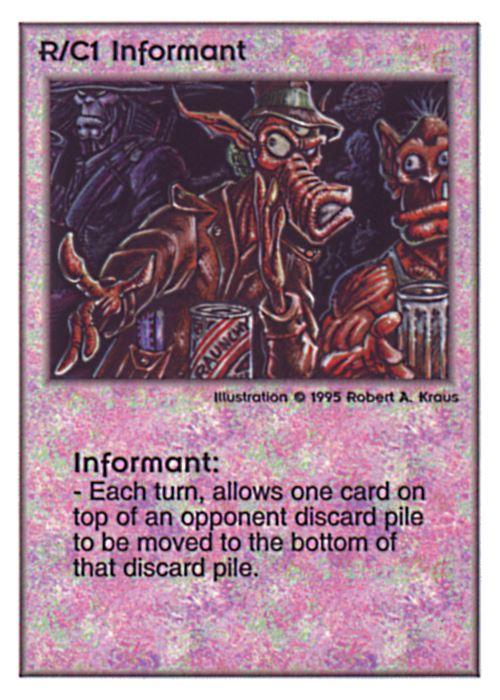 R/C1 Informant
RAUNCHY
Illustration © 1995 Robert A. Kraus
Informant:
- Each turn, allows one card on
top of an opponent discard pile
to be moved to the bottom of
that discard pile.